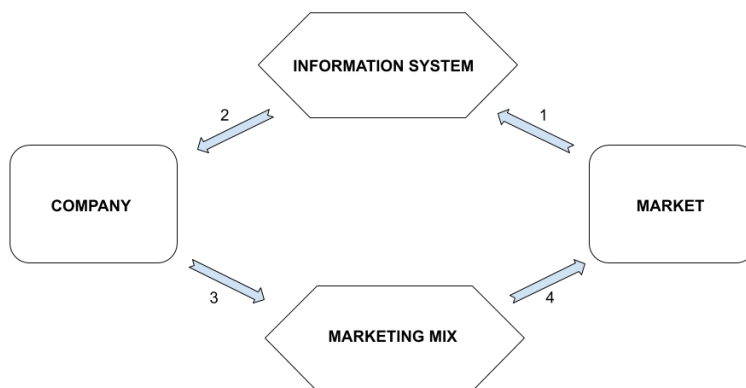 INFORMATION SYSTEM
2
1
COMPANY
MARKET
3
4
MARKETING MIX